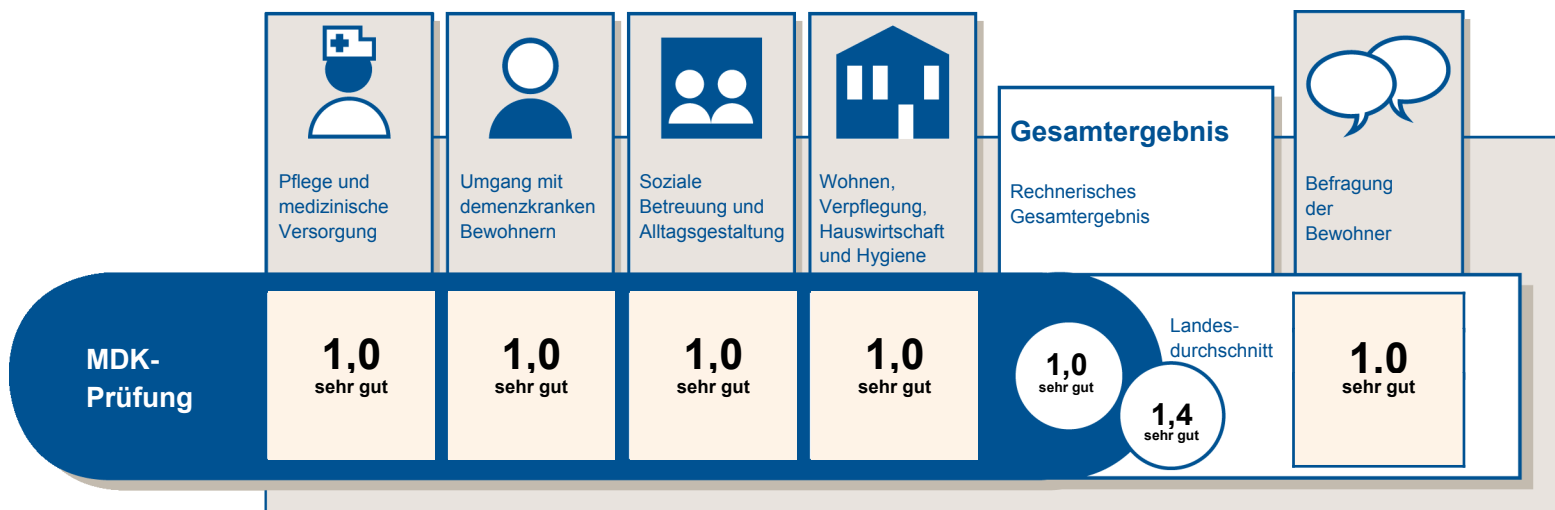 Pflege und
medizinische
Versorgung
Umgang mit
demenzkranken
Bewohnern
Soziale
Betreuung und
Alltagsgestaltung
Wohnen,
Verpflegung,
Hauswirtschaft
und Hygiene
Gesamtergebnis
Rechnerisches
Gesamtergebnis
Befragung
der
Bewohner
MDK-
Prüfung
1,0
sehr gut
1,0
sehr gut
1,0
sehr gut
1,0
sehr gut
1,0
sehr gut
Landes-
durchschnitt
1,4
sehr gut
1.0
sehr gut